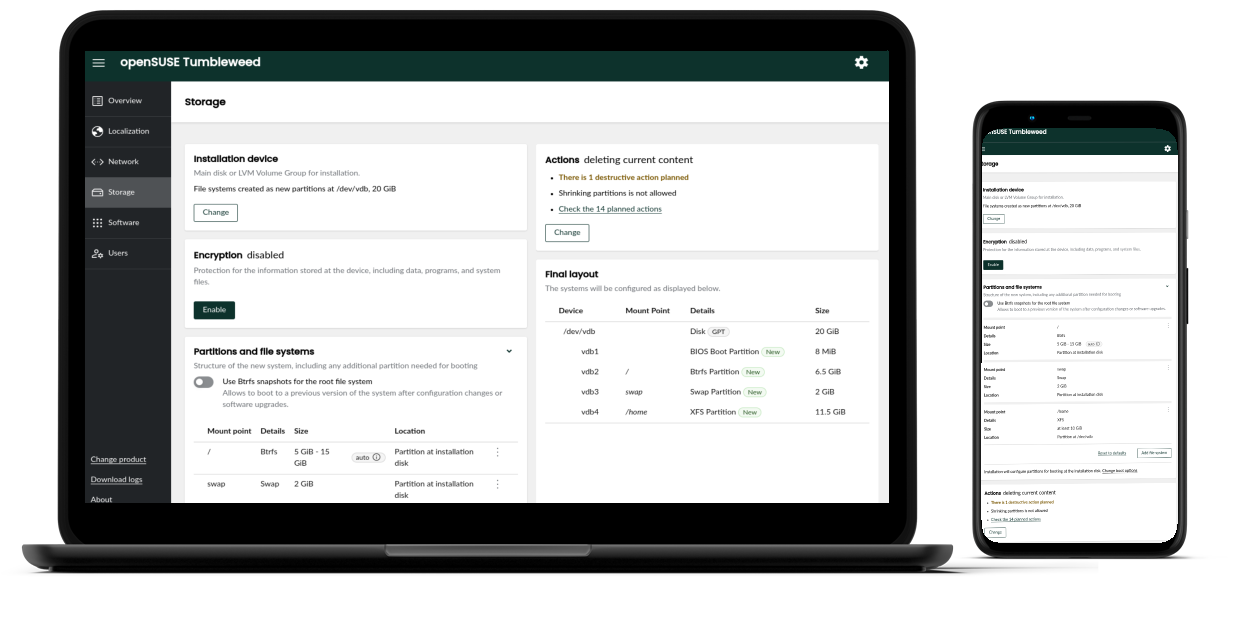 openSUSE Tumbleweed
Overview
Localization
Network
Storage
Software
Users
Change product
Download logs
About
Storage
Installation device
Main disk or LVM Volume Group for installation.
File systems created as new partitions at /dev/vdb, 20 GiB
Change
Encryption disabled
Protection for the information stored at the device, including data, programs, and system
files.
Enable
Partitions and file systems
Structure of the new system, including any additional partition needed for booting
Use Btrfs snapshots for the root file system
Allows to boot to a previous version of the system after configuration changes or
software upgrades.
Mount point Details Size Location
/ Btrfs 5 GiB - 15 GiB auto Partition at installation disk
swap Swap 2 GiB Partition at installation disk
Actions deleting current content
There is 1 destructive action planned
Shrinking partitions is not allowed
Check the 14 planned actions
Change
Final layout
The systems will be configured as displayed below.
Device Mount Point Details Size
/dev/vdb Disk GPT 20 GiB
vdb1 BIOS Boot Partition New 8 MiB
vdb2 / Btrfs Partition New 6.5 GiB
vdb3 swap Swap Partition New 2 GiB
vdb4 /home XFS Partition New 11.5 GiB
nSUSE Tumbleweed
torage
Installation device
Main disk or LVM Volume Group for installation.
File systems created as new partitions at /dev/vdb, 20 GiB
Change
Encryption disabled
Protection for the information stored at the device, including data, programs, and system files.
Enable
Partitions and file systems
Structure of the new system, including any additional partition needed for booting
Use Btrfs snapshots for the root file system
Allows to boot to a previous version of the system after configuration changes or software upgrades.
Mount point /
Details Btrfs
Size 5 GiB - 15 GiB auto
Location Partition at installation disk
Mount point swap
Details Swap
Size 2 GiB
Location Partition at installation disk
Mount point /home
Details XFS
Size at least 10 GiB
Location Partition at /dev/vdb
Reset to defaults Add file system
Installation will configure partitions for booting at the installation disk. Change boot options
Actions deleting current content
There is 1 destructive action planned
Shrinking partitions is not allowed
Check the 14 planned actions
Change